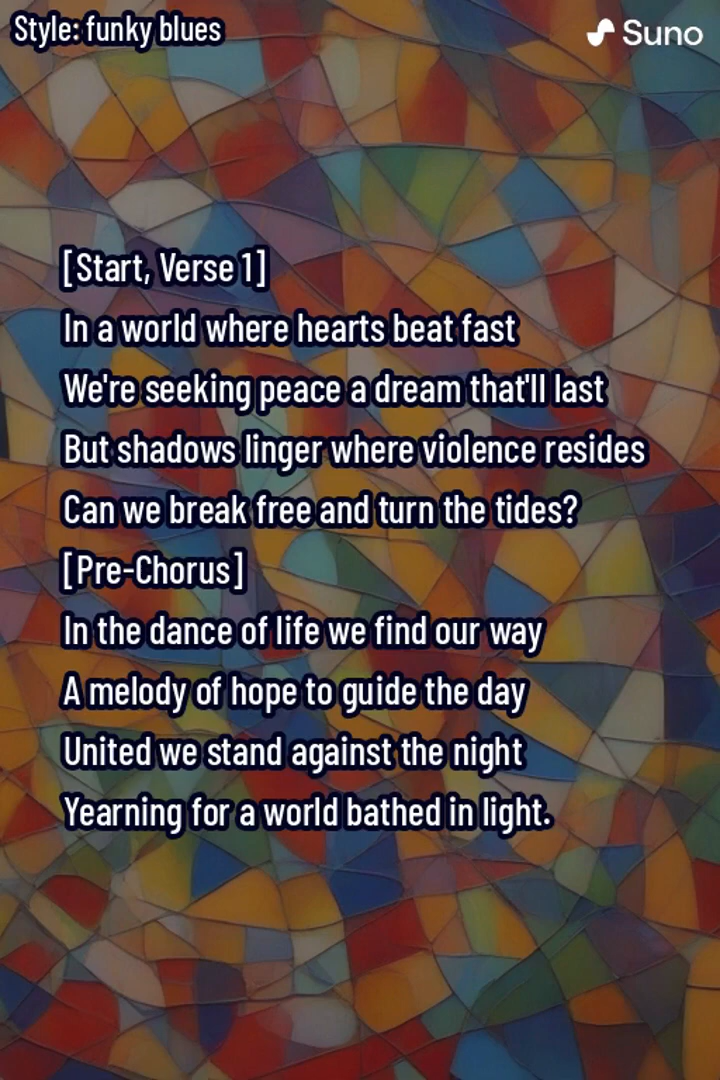 Style: funky blues
Suno
[Start, Verse 1]
In a world where hearts beat fast
We're seeking peace a dream that'll last
But shadows linger where violence resides
Can we break free and turn the tides?
[Pre-Chorus]
In the dance of life we find our way
A melody of hope to guide the day
United we stand against the night
Yearning for a world bathed in light.